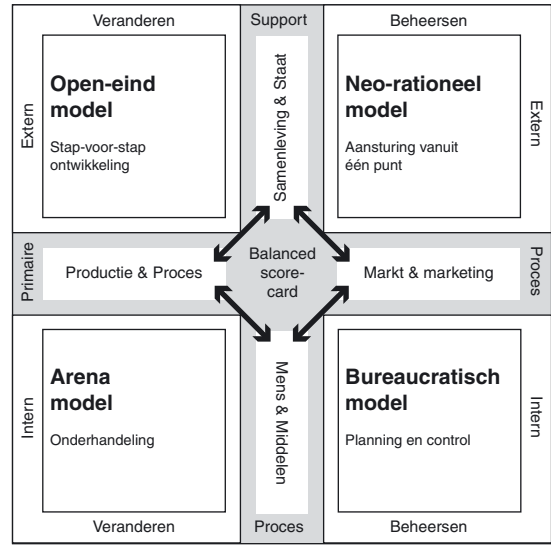 Veranderen
Support
Beheersen
Extern
Open-eind
model
Stap-voor-stap
ontwikkeling
Samenleving & Staat
Neo-rationeel
model
Aansturing vanuit
één punt
Extern
Primaire
Productie & Proces
Balanced
score-
card
Markt & marketing
Proces
Intern
Arena
model
Onderhandeling
Mens & Middelen
Bureaucratisch
model
Planning en control
Intern
Veranderen
Proces
Beheersen